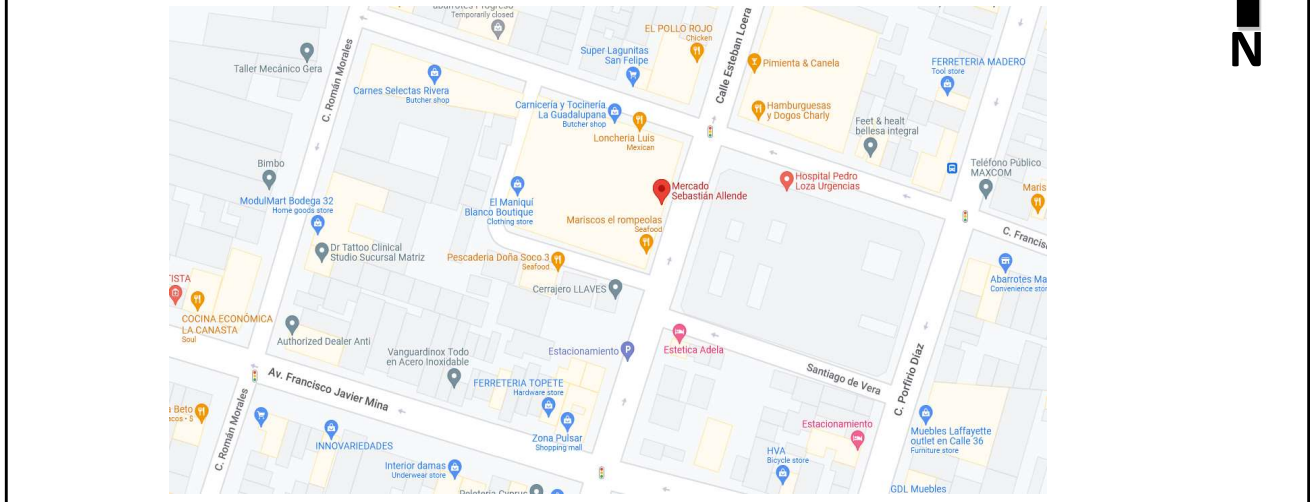 Temporarily closed
EL POLLO ROJO
Chicken
N
Taller Mecánico Gera
C. Román Morales
Super Lagunitas
San Felipe
Calle Esteban Loera
Pimienta & Canela
FERRETERIA MADERO
Tool store
Carnes Selectas Rivera
Butcher shop
Carnicería y Tocinería
La Guadalupana
Butcher shop
Hamburguesas
y Dogos Charly
Loncheria Luis
Mexican
Feet & healt
bellesa integral
Bimbo
Teléfono Público
MAXCOM
Hospital Pedro
Loza Urgencias
Mercado
Sebastián Allende
Maris
ModulMart Bodega 32
Home goods store
El Maniquí
Blanco Boutique
Clothing store
Mariscos el rompeolas
Seafood
C. Francis
Dr Tattoo Clinical
Studio Sucursal Matriz
Pescaderia Doña Soco 3
Seafood
ISTA
Cerrajero LLAVES
Abarrotes Ma
Convenience stor
COCINA ECONÓMICA
LA CANASTA
Soul
Authorized Dealer Anti
Vanguardinox Todo
en Acero Inoxidable
Estacionamiento
P
Estetica Adela
Santiago de Vera
C. Porfirio Díaz
Av. Francisco Javier Mina
FERRETERIA TOPETE
Hardware store
C. Román Morales
a Beto
acos • $
INNOVARIEDADES
Zona Pulsar
Shopping mall
Estacionamiento
Muebles Laffayette
outlet en Calle 36
Furniture store
HVA
Bicycle store
Interior damas
Underwear store
GDL Muebles